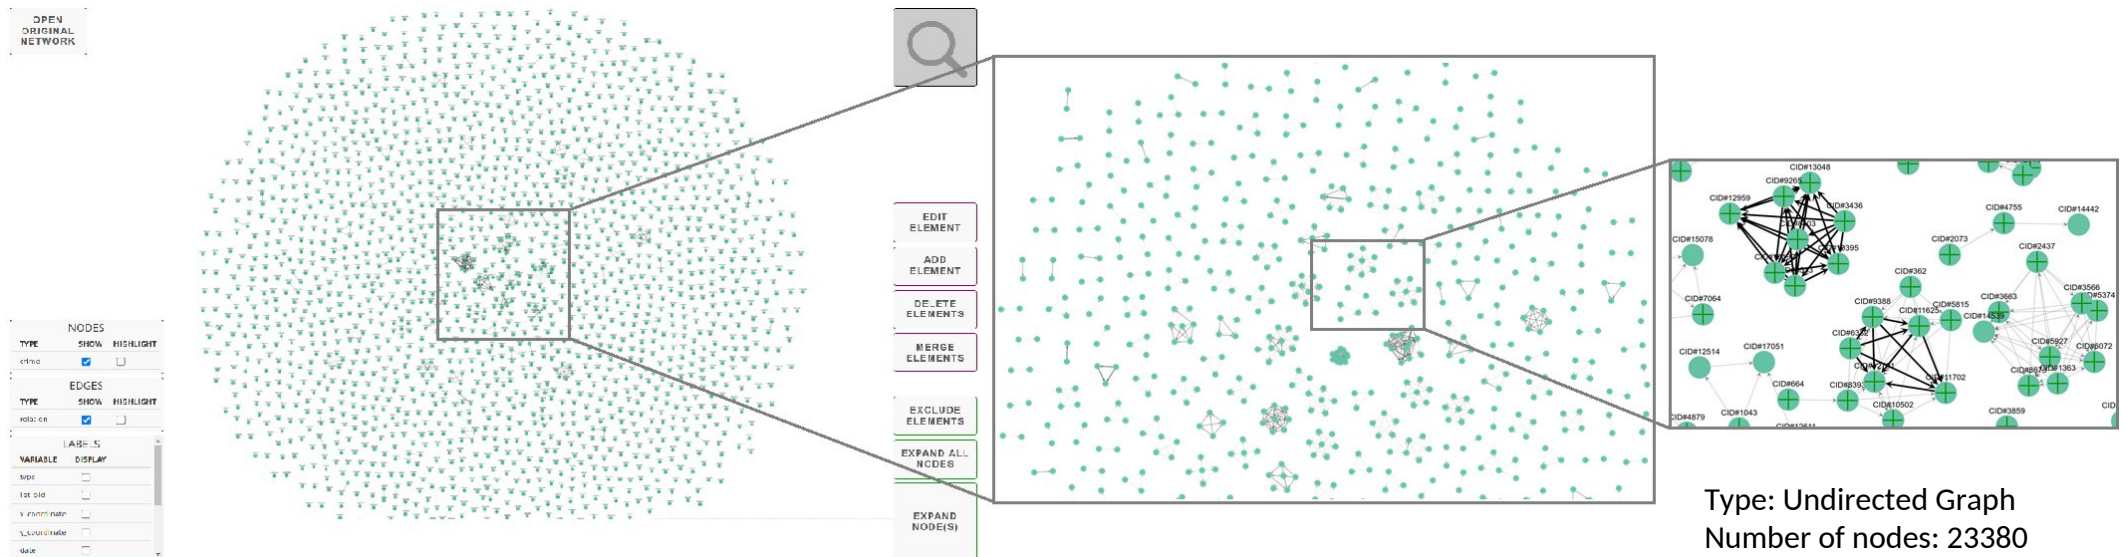 OPEN
ORIGINAL
NETWORK
NODES
TYPE SHOW HIGHLIGHT
crime
EDGES
TYPE SHOW HIGHLIGHT
relation
LABELS
VARIABLE DISPLAY
type
x_coordinate
y_coordinate
date
EDIT
ELEMENT
ADD
ELEMENT
DELETE
ELEMENTS
MERGE
ELEMENTS
EXCLUDE
ELEMENTS
EXPAND ALL
NODES
EXPAND
NODE(S)
CID#13048
CID#9265
CID#12959
CID#3436
CID#4755
CID#14442
CID#15078
CID#2073
CID#2437
CID#362
CID#7064
CID#9388
CID#5815
CID#11625
CID#3663
CID#3566
CID#14539
CID#12514
CID#17051
CID#5927
CID#6072
CID#664
CID#11702
CID#1363
CID#10502
CID#4879
CID#1043
CID#3859
Type: Undirected Graph
Number of nodes: 23380